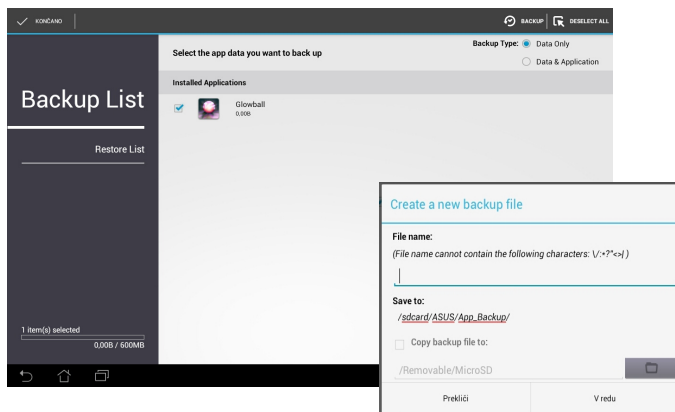 KONČANO
BACKUP
DESELECT ALL
Backup List
Restore List
1 item(s) selected
0,00B / 600MB
Select the app data you want to back up
Backup Type:
Data Only
Data & Application
Installed Applications
Glowball
0,00B
Create a new backup file
File name:
(File name cannot contain the following characters: \/:*?"<>| )
Save to:
/sdcard/ASUS/App_Backup/
Copy backup file to:
/Removable/MicroSD
Prekliči
V redu